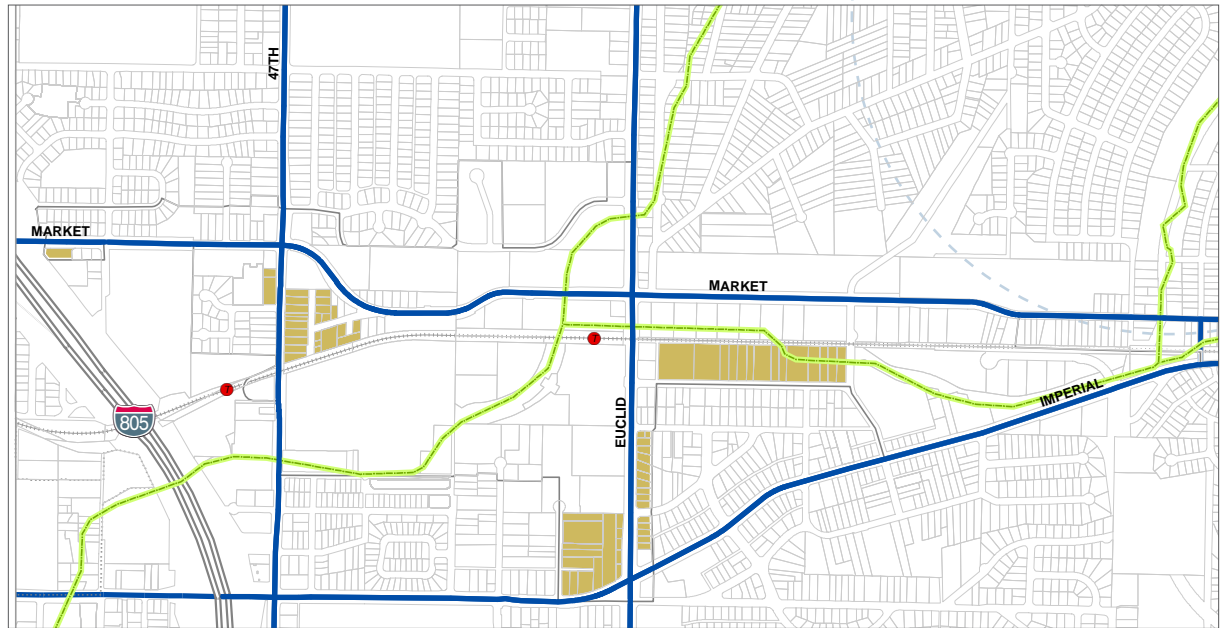 47TH
MARKET
MARKET
IMPERIAL
EUCLID
805
T
T